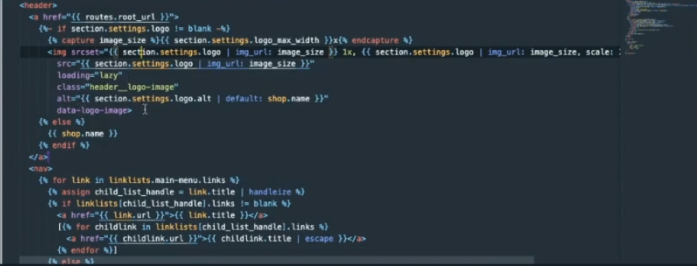 <header>
<a href="{{ routes.root_url }}">
{%- if section.settings.logo != blank -%}
{% capture image_size %}{{ section.settings.logo_max_width }}x{% endcapture %}
<img srcset="{{ section.settings.logo | img_url: image_size }} 1x, {{ section.settings.logo | img_url: image_size, scale:
src="{{ section.settings.logo | img_url: image_size }}"
loading="lazy"
class="header__logo-image"
alt="{{ section.settings.logo.alt | default: shop.name }}"
data-logo-image>
{% else %}
{{ shop.name }}
{% endif %}
</a>
<nav>
{% for link in linklists.main-menu.links %}
{% assign child_list_handle = link.title | handleize %}
{% if linklists[child_list_handle].links != blank %}
<a href="{{ link.url }}">{{ link.title }}</a>
[{% for childlink in linklists[child_list_handle].links %}
<a href="{{ childlink.url }}">{{ childlink.title | escape }}</a>
{% endfor %}]
{% else %}